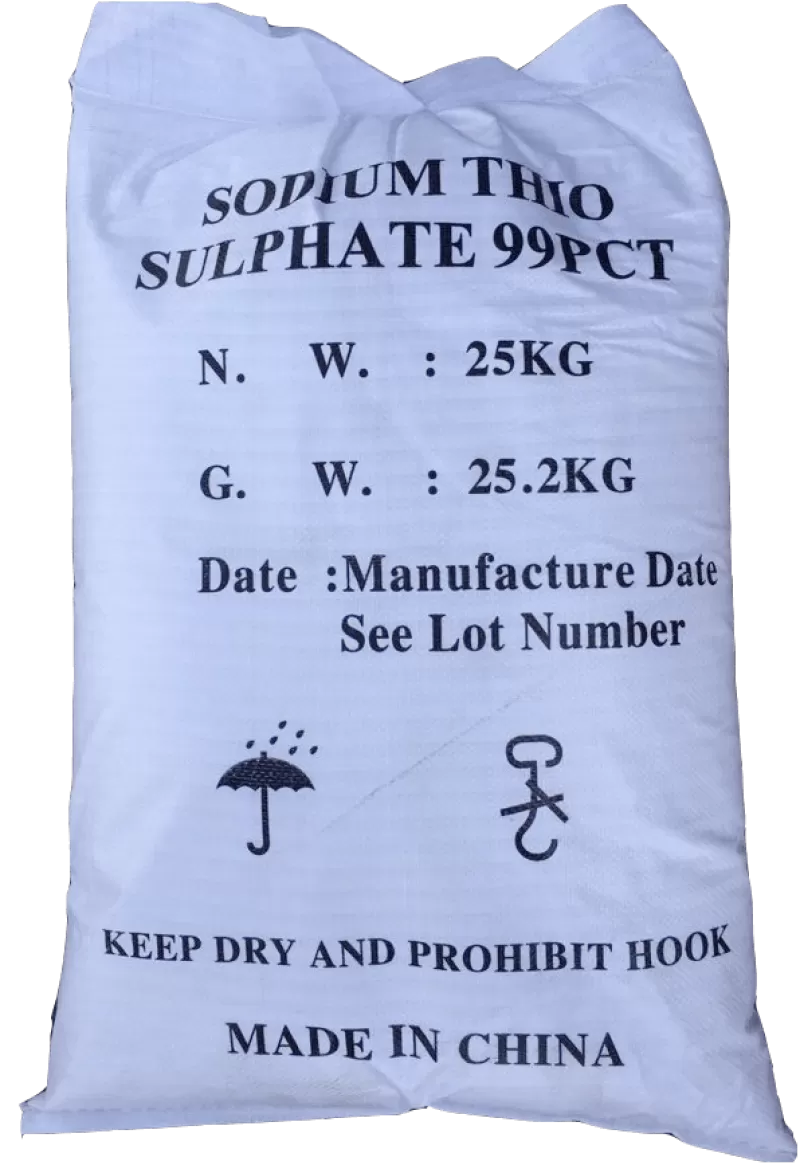 SODIUM THIO
SULPHATE 99PCT
N. W. : 25KG
G. W. : 25.2KG
Date :Manufacture Date
See Lot Number
KEEP DRY AND PROHIBIT HOOK
MADE IN CHINA